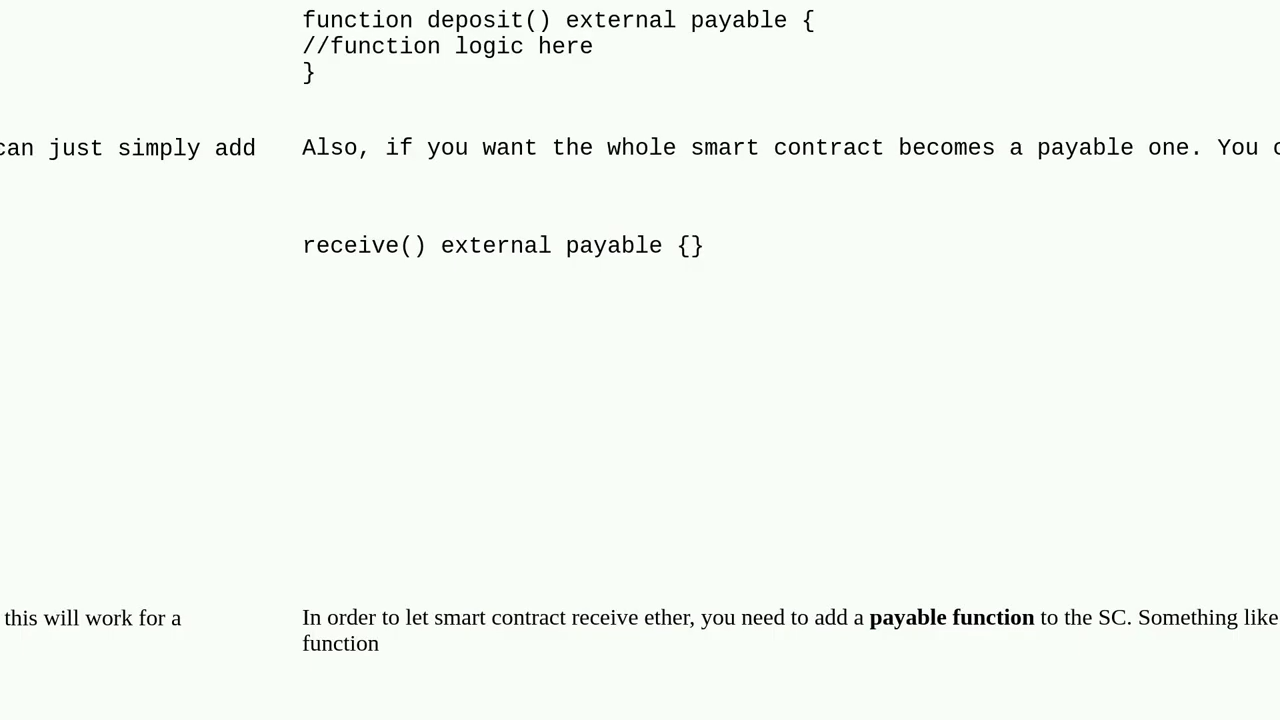 function deposit() external payable {
//function logic here
}
can just simply add
Also, if you want the whole smart contract becomes a payable one. You
receive() external payable {}
this will work for a
In order to let smart contract receive ether, you need to add a payable function to the SC. Something like
function